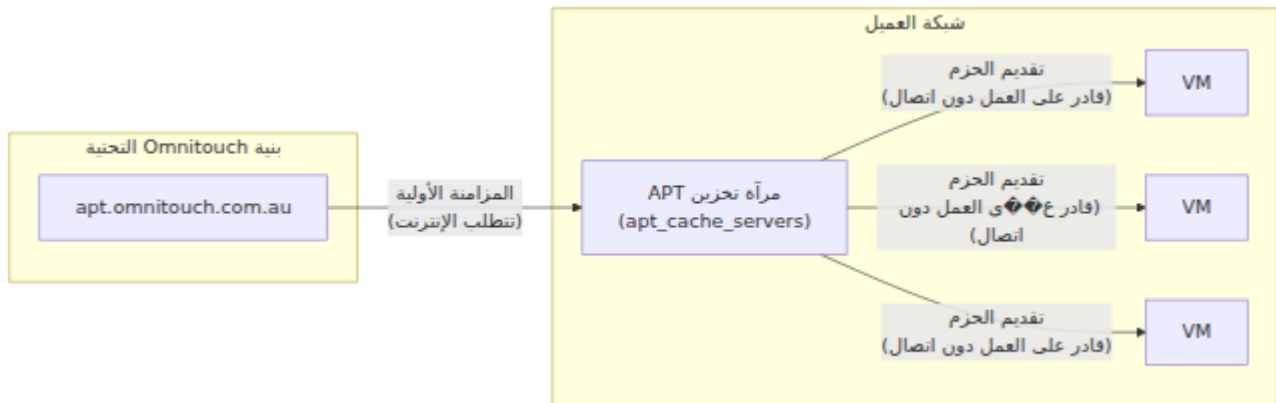 شبكة العميل
تقديم الحزم
(قادر على العمل دون اتصال)
VM
بنية Omnitouch التحتية
apt.omnitouch.com.au
المزامنة الأولية
(تتطلب الإنترنت)
مرآة تخزين APT
(apt_cache_servers)
تقديم الحزم
(قادر ع��ى العمل دون
اتصال)
VM
تقديم الحزم
(قادر على العمل دون اتصال)
VM